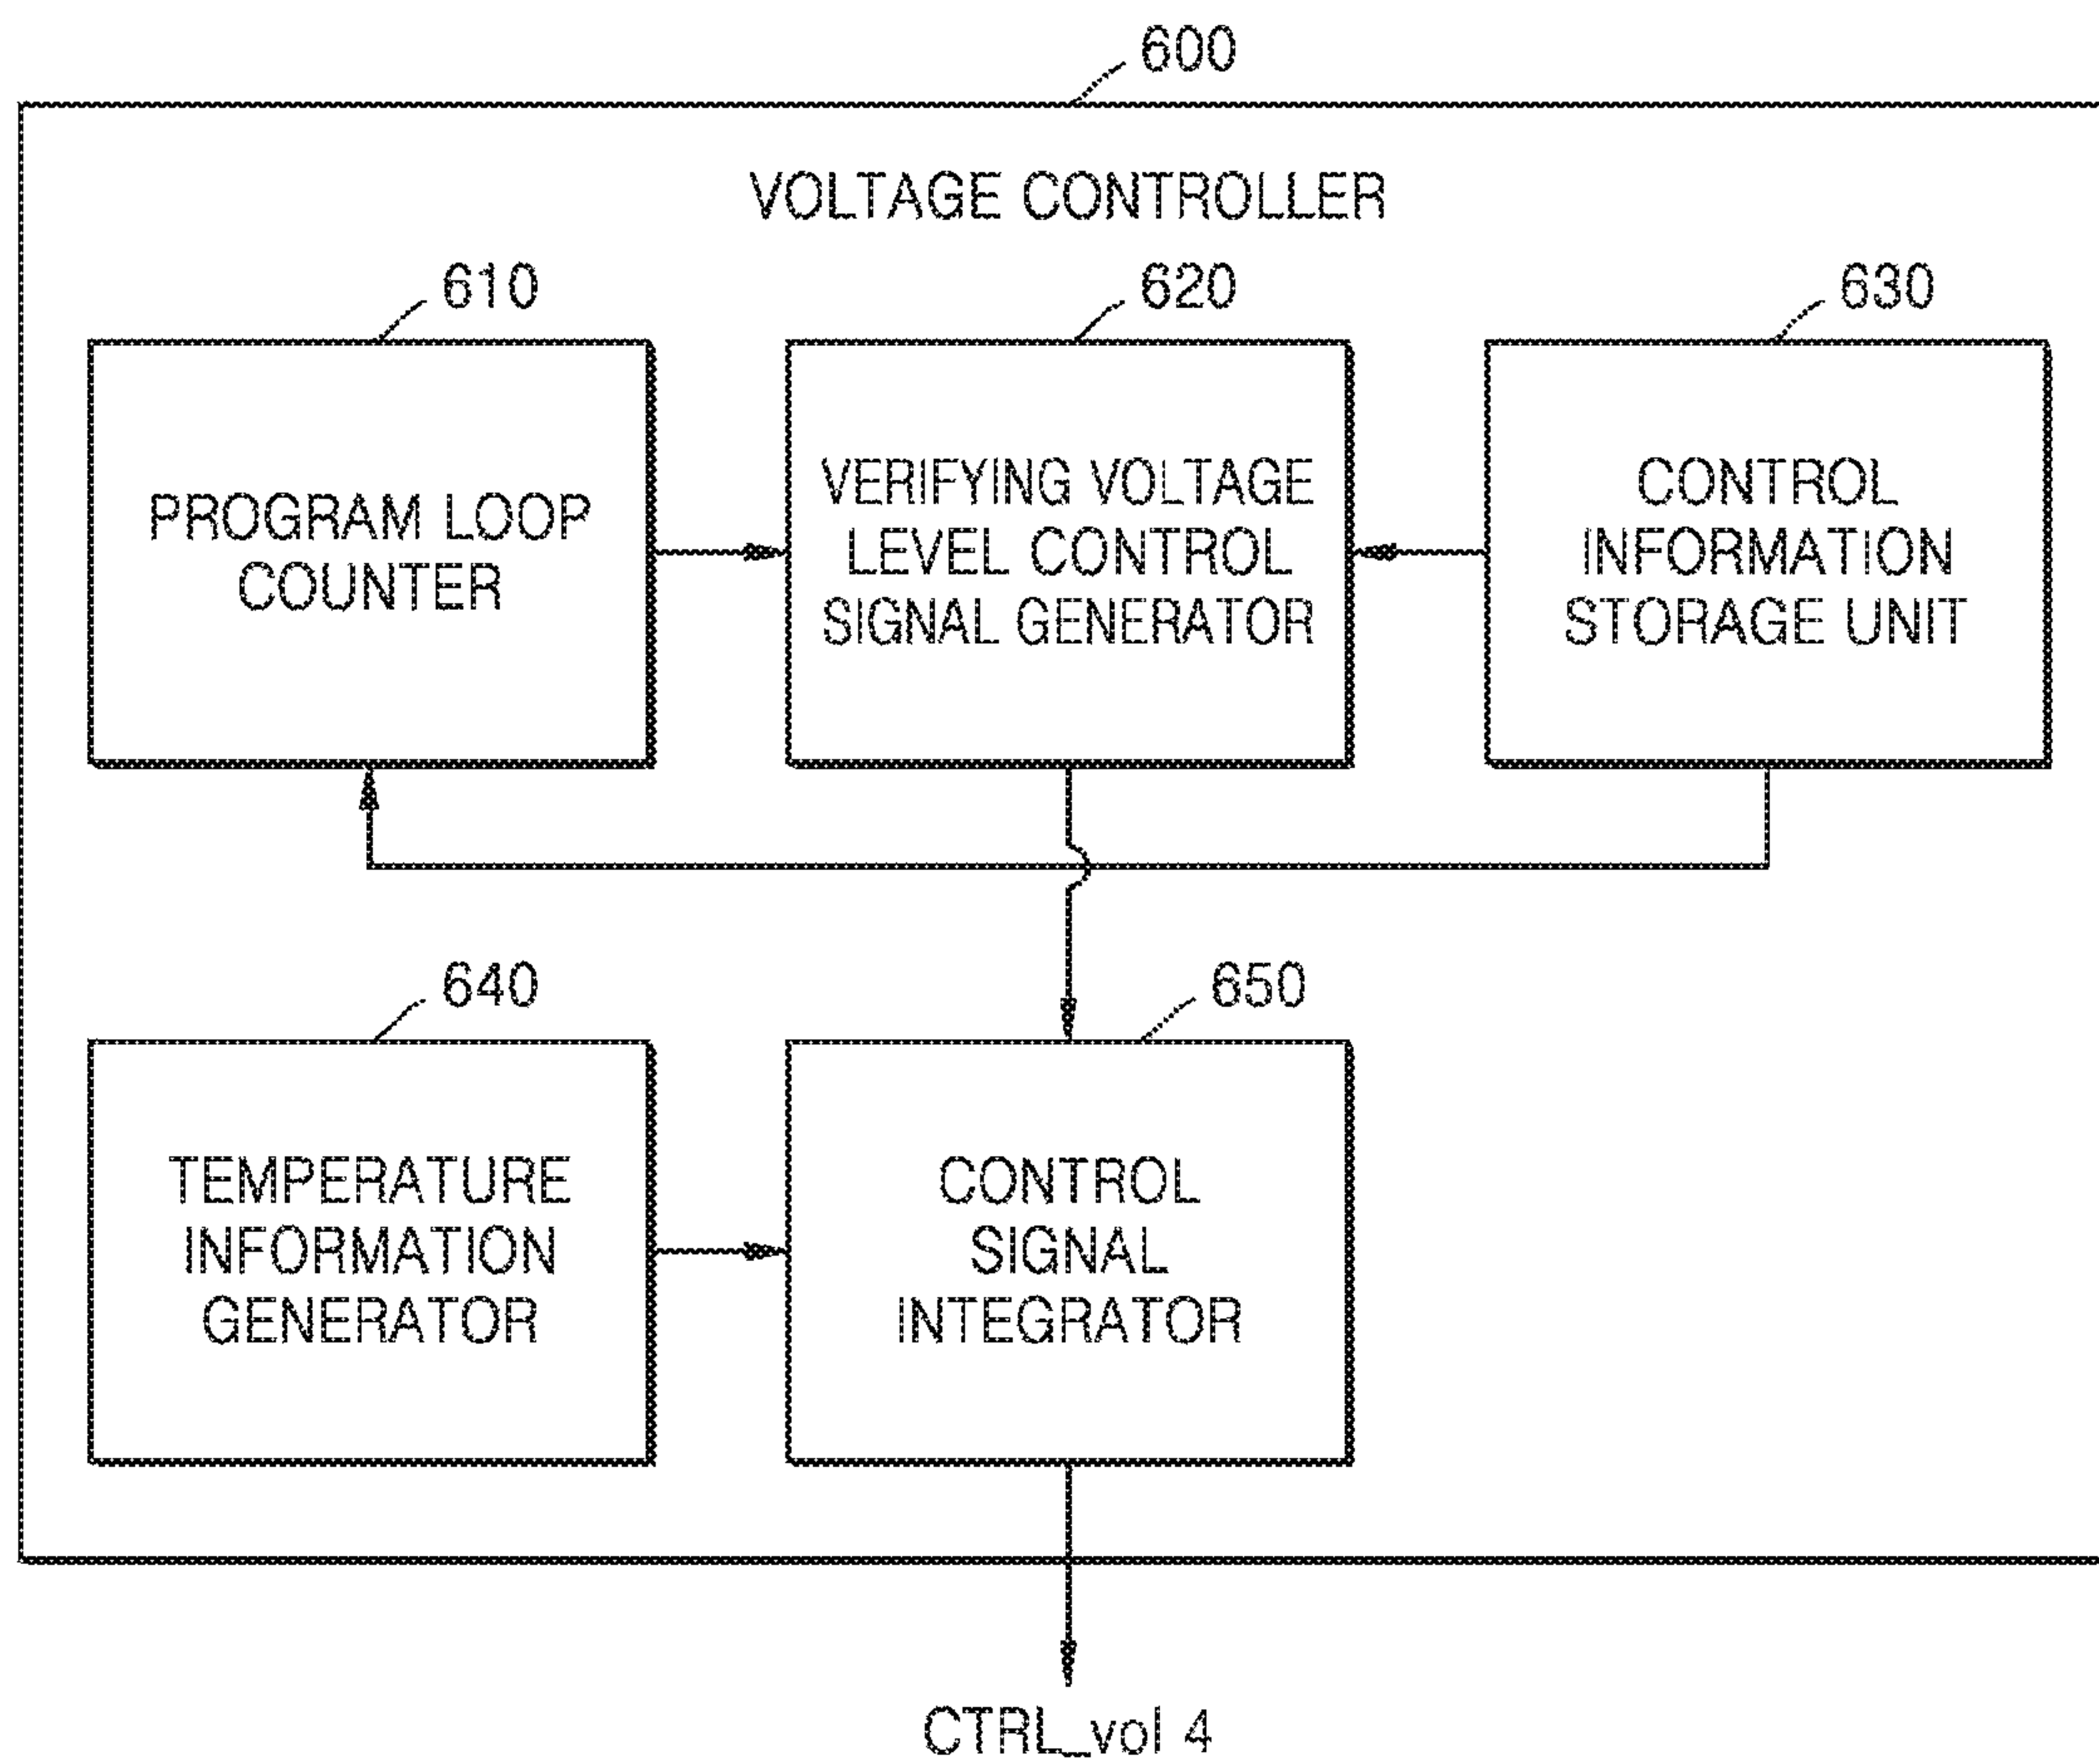 600
VOLTAGE CONTROLLER
610
620
630
PROGRAM LOOP
COUNTER
VERIFYING VOLTAGE
LEVEL CONTROL
SIGNAL GENERATOR
CONTROL
INFORMATION
STORAGE UNIT
640
650
TEMPERATURE
INFORMATION
GENERATOR
CONTROL
SIGNAL
INTEGRATOR
CTRL_vol 4